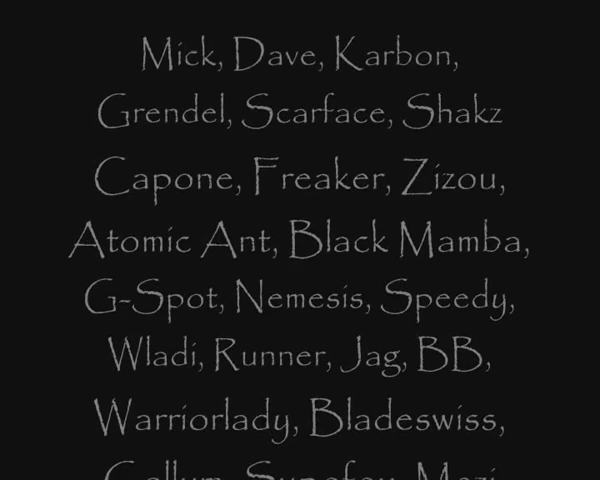 Mick, Dave, Karbon,
Grendel, Scarface, Shakz
Capone, Freaker, Zizou,
Atomic Ant, Black Mamba,
G-Spot, Nemesis, Speedy,
Wladi, Runner, Jag, BB,
Warriorlady, Bladeswiss,